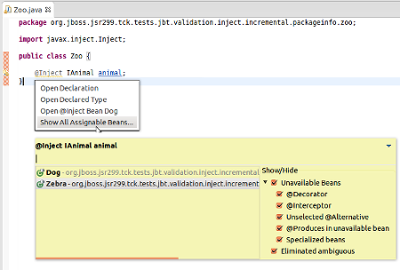 Zoo.java
package org.jboss.jsr299.tck.tests.jbt.validation.inject.incremental.packageinfo.zoo;
import javax.inject.Inject;
public class Zoo {
@Inject IAnimal animal;
}
Open Declaration
Open Declared Type
Open @Inject Bean Dog
Show All Assignable Beans...
@Inject IAnimal animal
Dog - org.jboss.jsr299.tck.tests.jbt.validation.inject.incremental
Zebra - org.jboss.jsr299.tck.tests.jbt.validation.inject.increment
Show/Hide
Unavailable Beans
@Decorator
@Interceptor
Unselected @Alternative
@Produces in unavailable bean
Specialized beans
Eliminated ambiguous